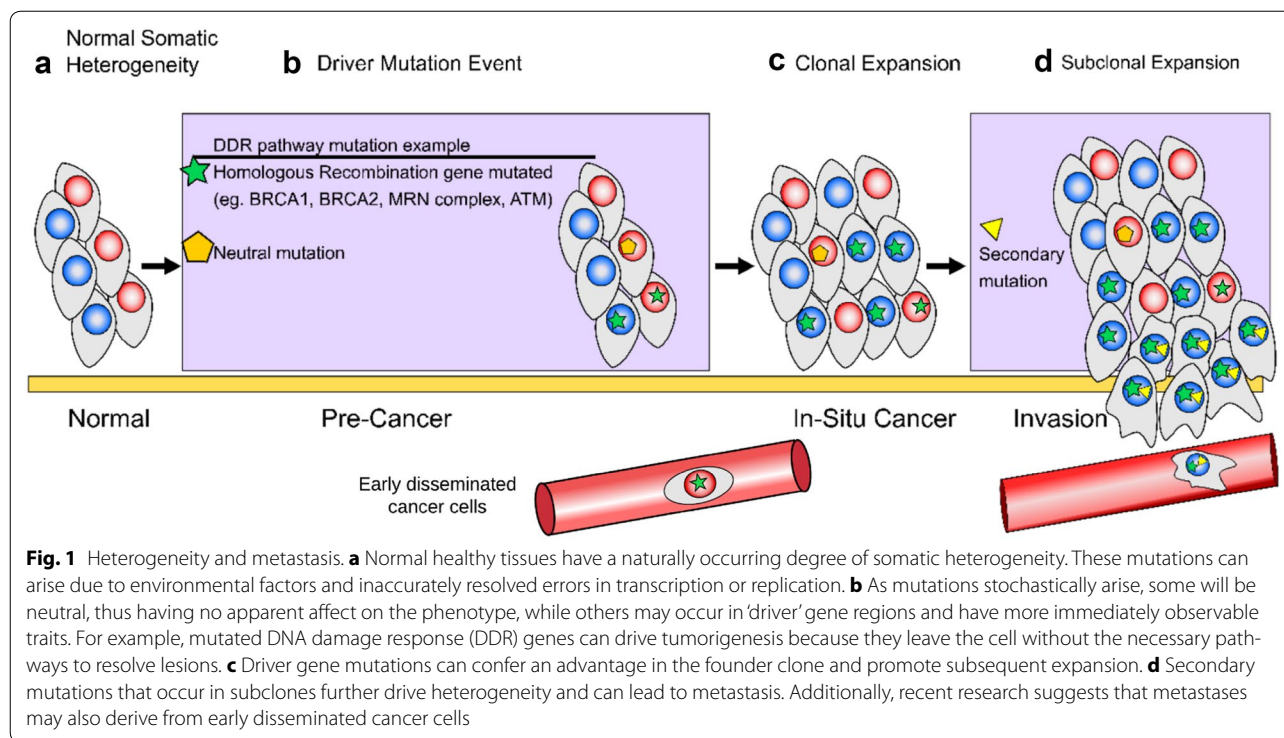 a Normal Somatic
Heterogeneity
b Driver Mutation Event
c Clonal Expansion
d Subclonal Expansion
DDR pathway mutation example
Homologous Recombination gene mutated
(eg. BRCA1, BRCA2, MRN complex, ATM)
Neutral mutation
Secondary
mutation
Normal
Pre-Cancer
In-Situ Cancer
Invasion
Early disseminated
cancer cells
Fig. 1 Heterogeneity and metastasis. a Normal healthy tissues have a naturally occurring degree of somatic heterogeneity. These mutations can
arise due to environmental factors and inaccurately resolved errors in transcription or replication. b As mutations stochastically arise, some will be
neutral, thus having no apparent affect on the phenotype, while others may occur in ‘driver’ gene regions and have more immediately observable
traits. For example, mutated DNA damage response (DDR) genes can drive tumorigenesis because they leave the cell without the necessary path-
ways to resolve lesions. c Driver gene mutations can confer an advantage in the founder clone and promote subsequent expansion. d Secondary
mutations that occur in subclones further drive heterogeneity and can lead to metastasis. Additionally, recent research suggests that metastases
may also derive from early disseminated cancer cells